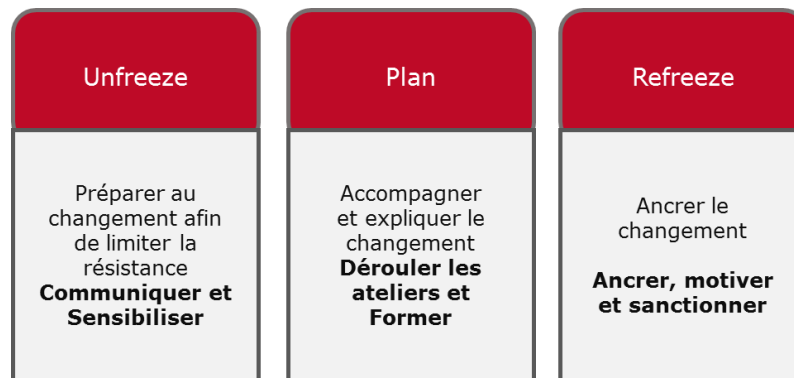 Unfreeze
Préparer au
changement afin
de limiter la
résistance
Communiquer et
Sensibiliser
Plan
Accompagner
et expliquer le
changement
Dérouler les
ateliers et
Former
Refreeze
Ancrer le
changement
Ancrer, motiver
et sanctionner